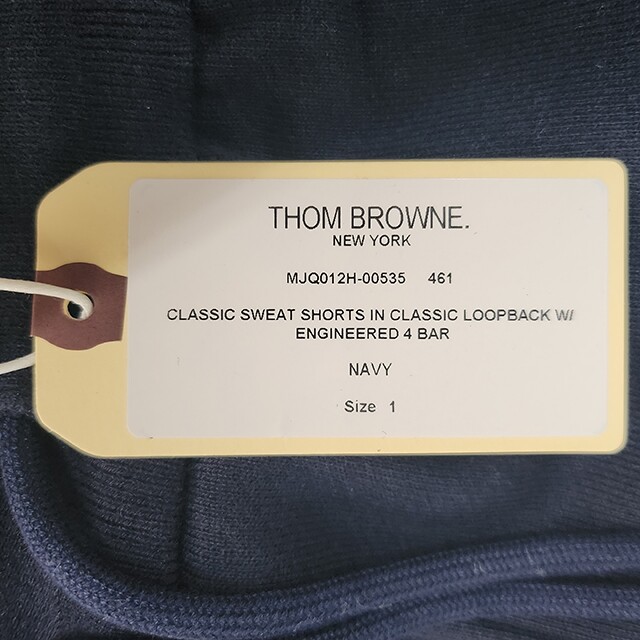 THOM BROWNE.
NEW YORK
MJQ012H-00535 461
CLASSIC SWEAT SHORTS IN CLASSIC LOOPBACK W/
ENGINEERED 4 BAR
NAVY
Size 1